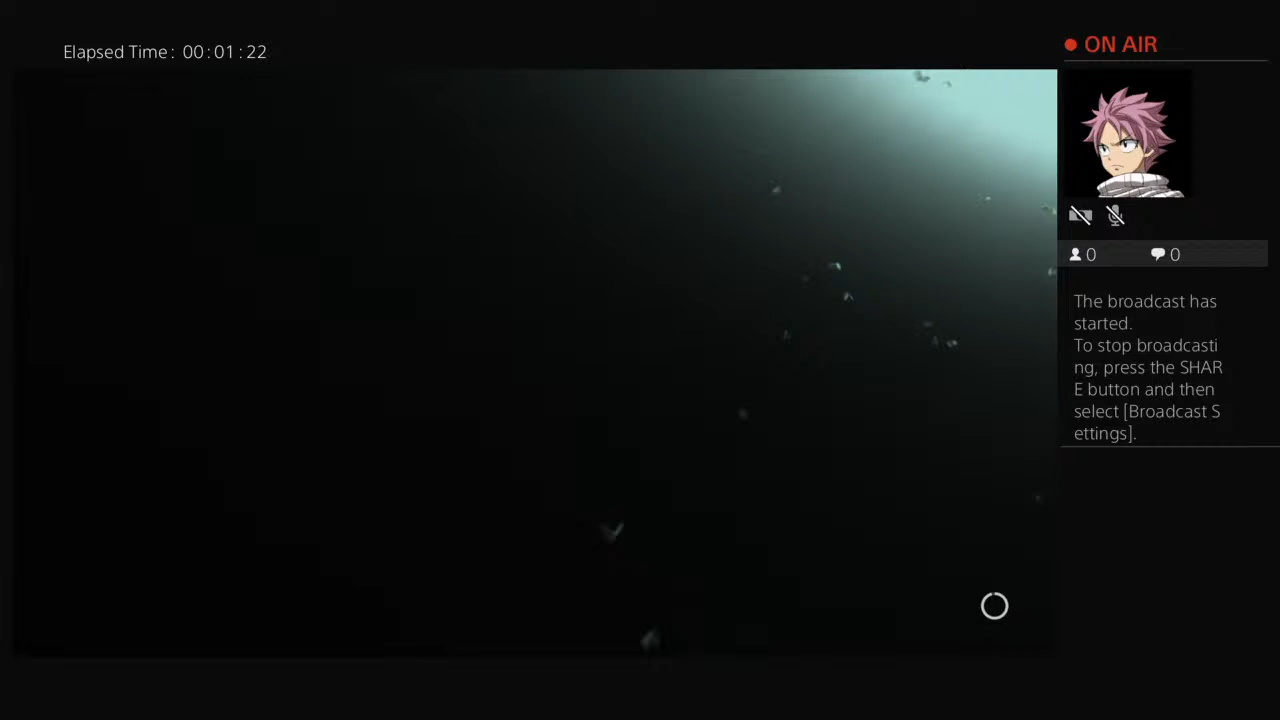 Elapsed Time: 00:01:22
ON AIR
0 0
The broadcast has
started.
To stop broadcasti
ng, press the SHAR
E button and then
select [Broadcast S
ettings].